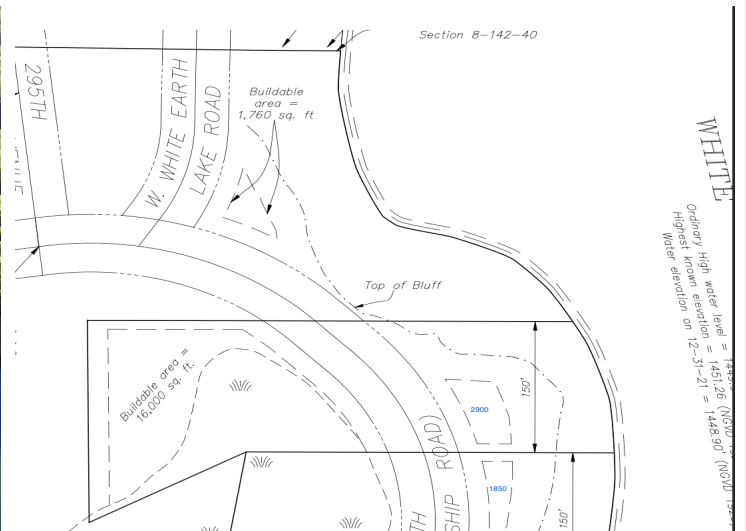 Section 8-142-40
295TH
W. WHITE EARTH
LAKE ROAD
Buildable
area =
1,760 sq. ft
WHITE
Ordinary High water level =
Highest known elevation = 1451.26 (NGVD
Water elevation on 12-31-21 = 1448.90' (NGVD
Top of Bluff
Buildable area =
16,000 sq. ft.
150'
2900
ROAD)
SHIP
1850
150'
TH